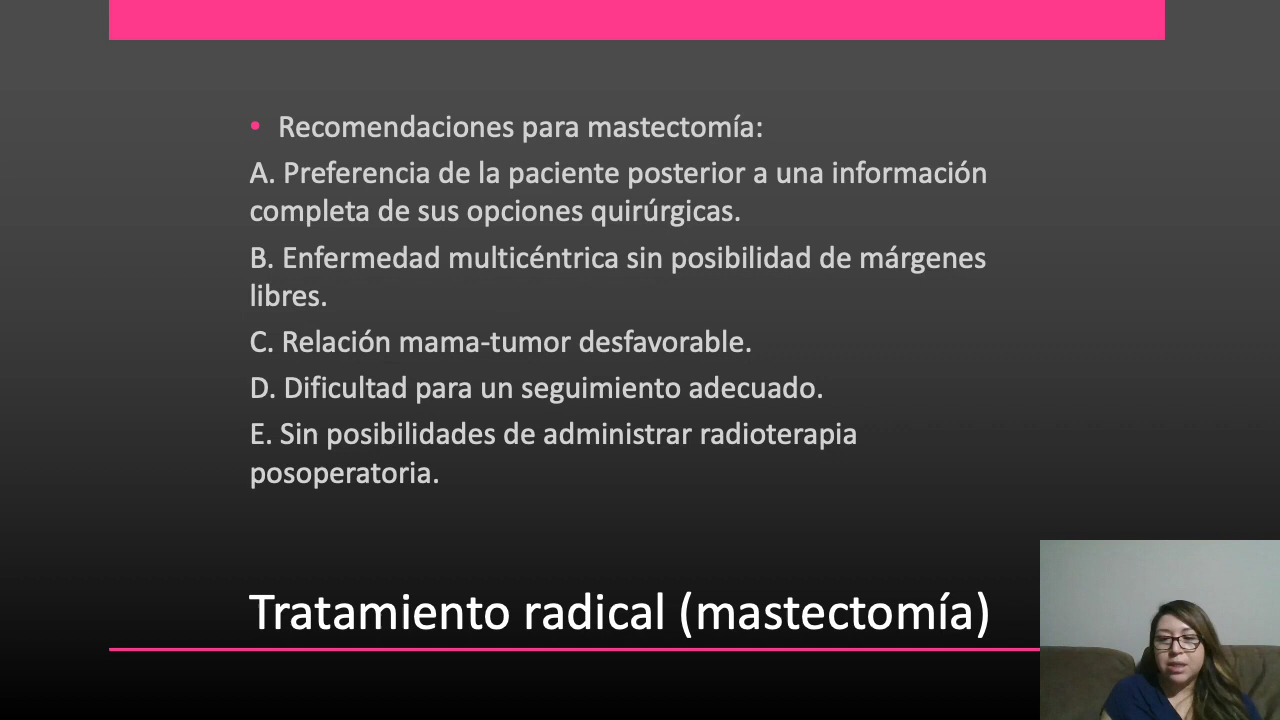 • Recomendaciones para mastectomía:
A. Preferencia de la paciente posterior a una información
completa de sus opciones quirúrgicas.
B. Enfermedad multicéntrica sin posibilidad de márgenes
libres.
C. Relación mama-tumor desfavorable.
D. Dificultad para un seguimiento adecuado.
E. Sin posibilidades de administrar radioterapia
posoperatoria.
Tratamiento radical (mastectomía)